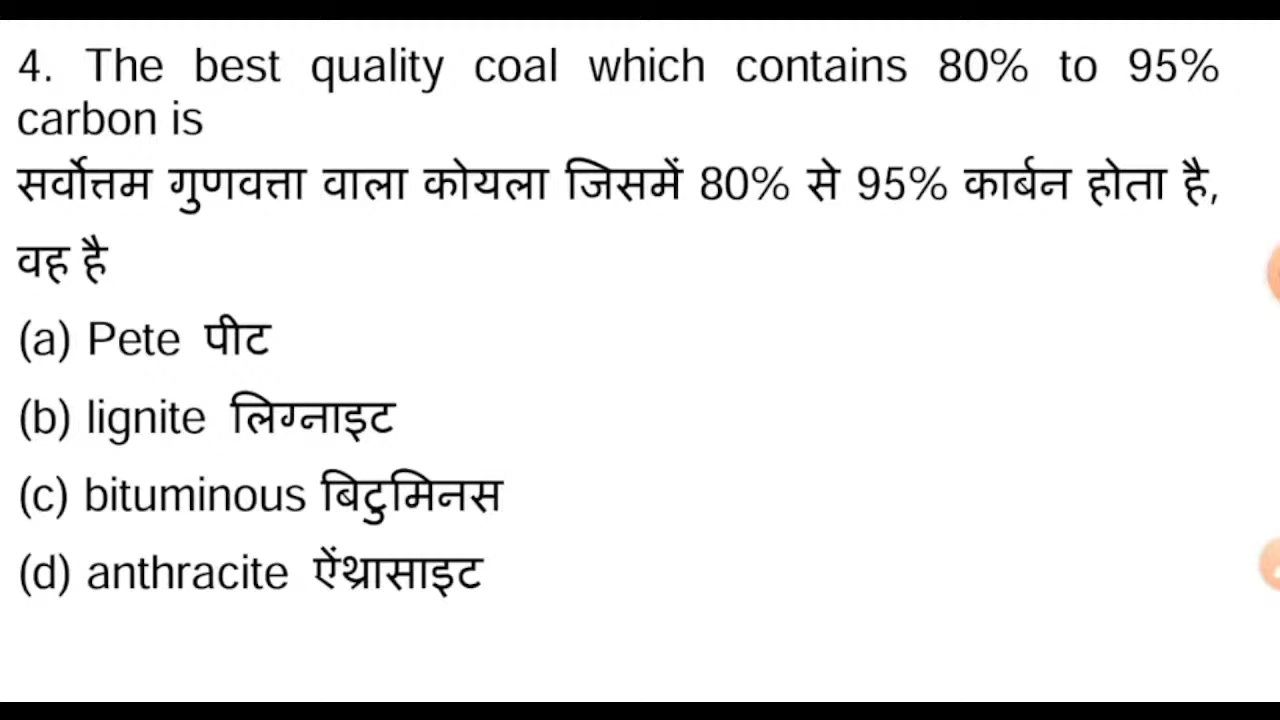 4. The best quality coal which contains 80% to 95%
carbon is
सर्वोत्तम गुणवत्ता वाला कोयला जिसमें 80% से 95% कार्बन होता है,
वह है
(a) Pete पीट
(b) lignite लिग्नाइट
(c) bituminous बिटुमिनस
(d) anthracite ऐंथ्रासाइट